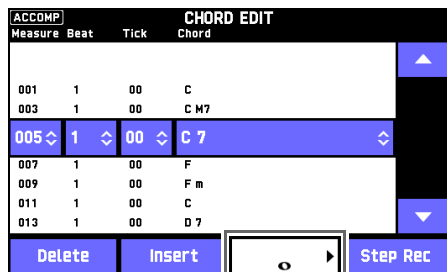 ACCOMP CHORD EDIT
Measure Beat Tick Chord
001 1 00 C
003 1 00 C M7
005 1 00 C 7
007 1 00 F
009 1 00 F m
011 1 00 C
013 1 00 D 7
Delete Insert Step Rec